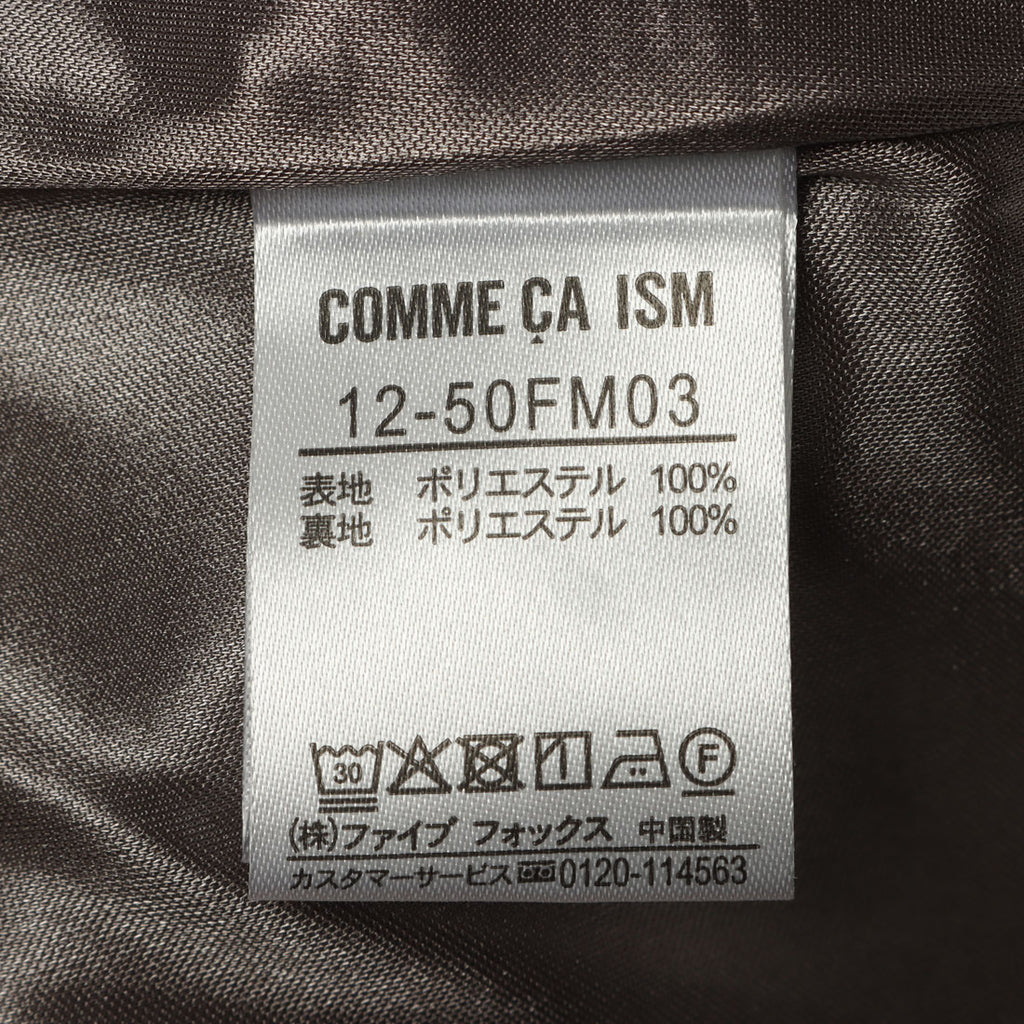 COMME ÇA ISM
12-50FM03
表地 ポリエステル 100%
裏地 ポリエステル 100%
30 F
(株)ファイブ フォックス 中国製
カスタマーサービス 0120-114563